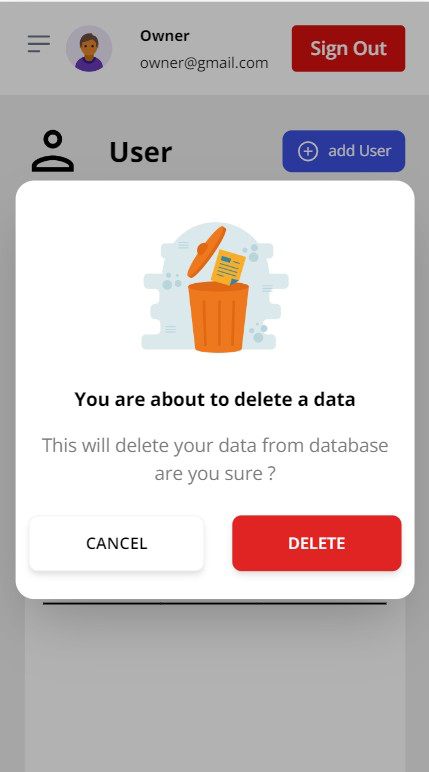 Owner
owner@gmail.com
Sign Out
User
add User
You are about to delete a data
This will delete your data from database
are you sure ?
CANCEL
DELETE